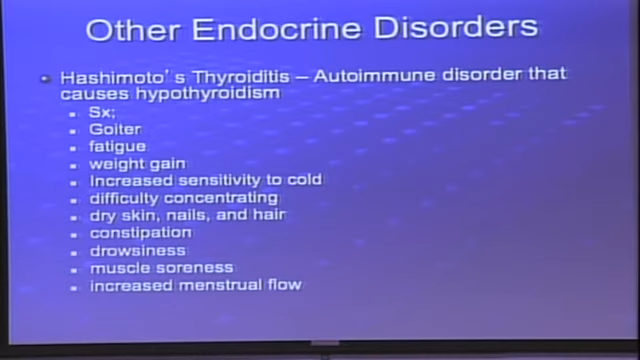 Other Endocrine Disorders
Hashimoto's Thyroiditis – Autoimmune disorder that
causes hypothyroidism
Sx;
Goiter
fatigue
weight gain
Increased sensitivity to cold
difficulty concentrating
dry skin, nails, and hair
constipation
drowsiness
muscle soreness
increased menstrual flow